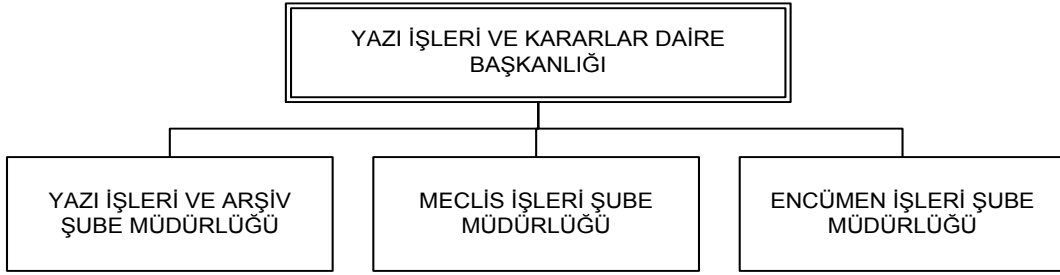 YAZI İŞLERİ VE KARARLAR DAİRE
BAŞKANLIĞI
YAZI İŞLERİ VE ARŞİV
ŞUBE MÜDÜRLÜĞÜ
MECLİS İŞLERİ ŞUBE
MÜDÜRLÜĞÜ
ENCÜMEN İŞLERİ ŞUBE
MÜDÜRLÜĞÜ